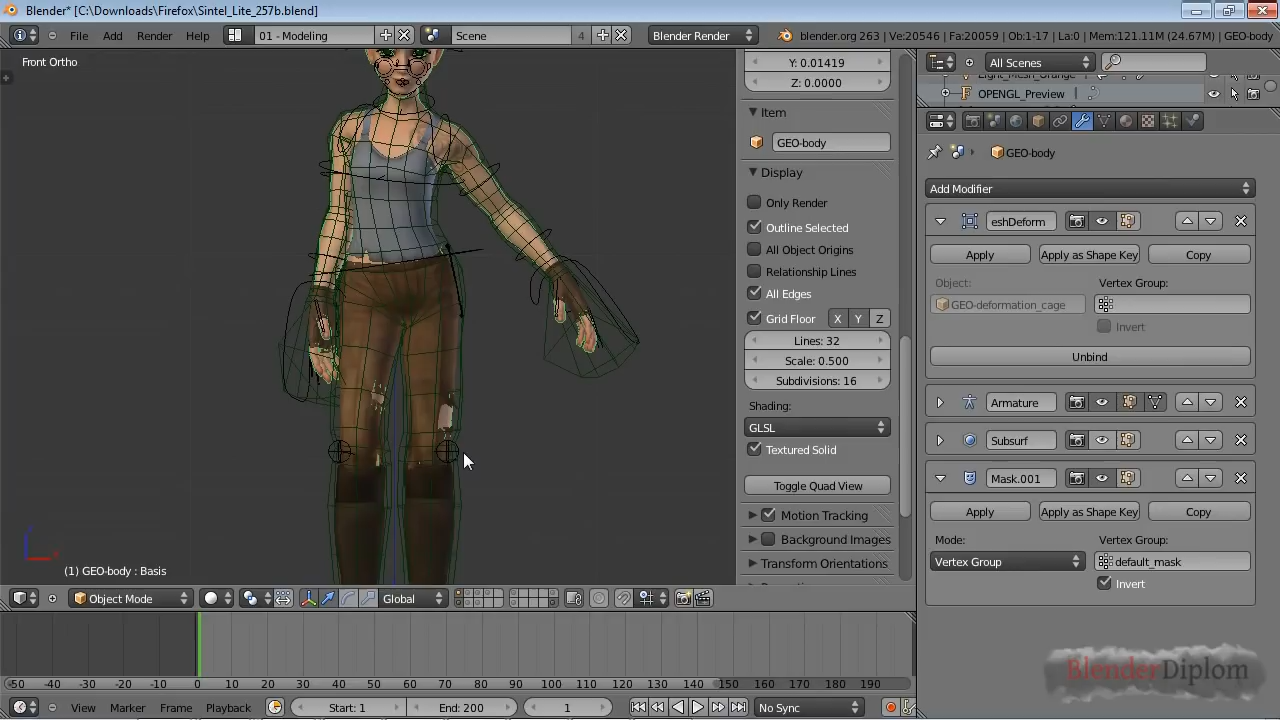 Blender* [C:\Downloads\Firefox\Sintel_Lite_257b.blend]
File Add Render Help 01 - Modeling Scene 4 Blender Render blender.org 263 | Ve:20546 | Fa:20059 | Ob:1-17 | La:0 | Mem:121.11M (24.67M) | GEO-body
Front Ortho
Y: 0.01419
Z: 0.0000
Item
GEO-body
Display
Only Render
Outline Selected
All Object Origins
Relationship Lines
All Edges
Grid Floor X Y Z
Lines: 32
Scale: 0.500
Subdivisions: 16
Shading:
GLSL
Textured Solid
Toggle Quad View
Motion Tracking
Background Images
Transform Orientations
All Scenes
OPENGL_Preview
GEO-body
Add Modifier
eshDeform
Apply Apply as Shape Key Copy
Object: Vertex Group:
GEO-deformation_cage
Invert
Unbind
Armature
Subsurf
Mask.001
Apply Apply as Shape Key Copy
Mode: Vertex Group:
Vertex Group default_mask
Invert
(1) GEO-body : Basis
Object Mode Global
-50 -40 -30 -20 -10 0 10 20 30 40 50 60 70 80 90 100 110 120 130 140 150 160 170 180 190
View Marker Frame Playback Start: 1 End: 200 1 No Sync
BlenderDiplom